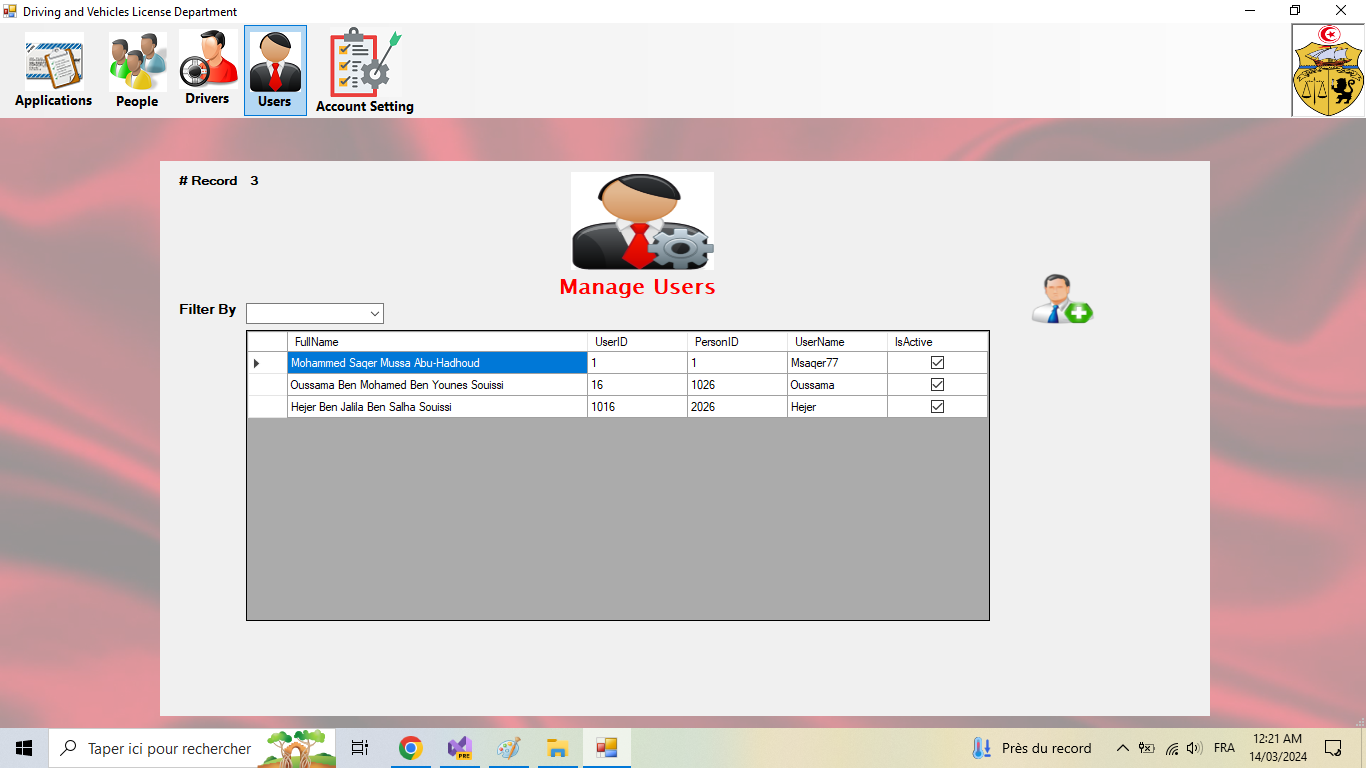 Driving and Vehicles License Department
Applications
People
Drivers
Users
Account Setting
# Record 3
Manage Users
Filter By
FullName UserID PersonID UserName IsActive
Mohammed Saqer Mussa Abu-Hadhoud 1 1 Msaqer77
Oussama Ben Mohamed Ben Younes Souissi 16 1026 Oussama
Hejer Ben Jalila Ben Salha Souissi 1016 2026 Hejer
Taper ici pour rechercher
PRE
Près du record
FRA
12:21 AM
14/03/2024